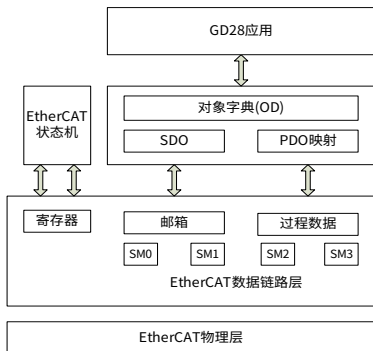 GD28应用
EtherCAT
状态机
对象字典(OD)
SDO
PDO映射
寄存器
邮箱
过程数据
SM0
SM1
SM2
SM3
EtherCAT数据链路层
EtherCAT物理层